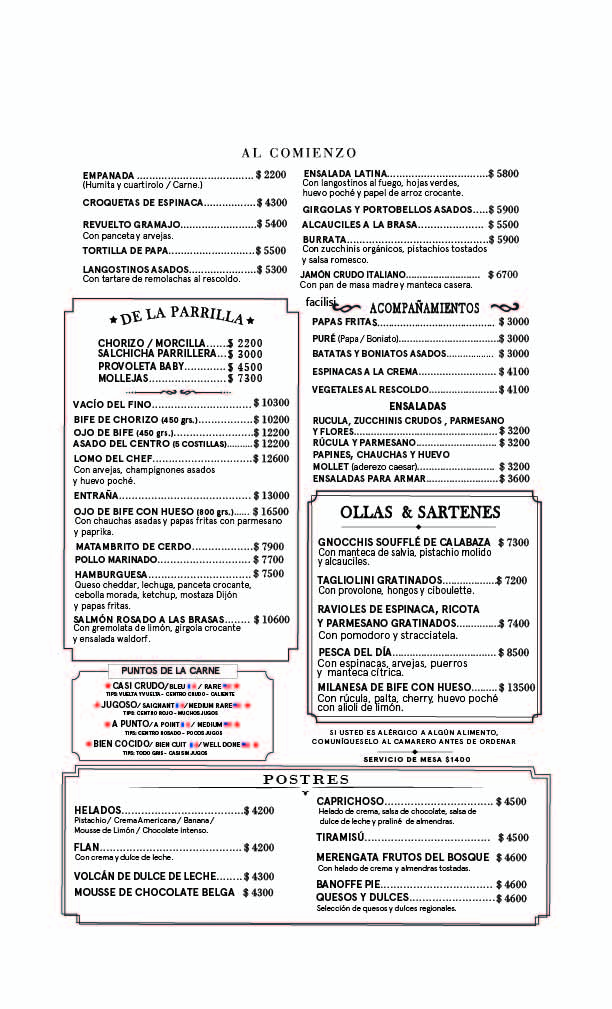 AL COMIENZO
EMPANADA ........................................ $ 2200
(Humita y cuartirolo / Carne.)
CROQUETAS DE ESPINACA................ $ 4300
REVUELTO GRAMAJO....................... $ 5400
Con panceta y arvejas.
TORTILLA DE PAPA........................... $ 5500
LANGOSTINOS ASADOS..................... $ 5300
Con tartare de remolachas al rescoldo.
ENSALADA LATINA...............................$ 5800
Con langostinos al fuego, hojas verdes,
huevo poché y papel de arroz crocante.
GIRGOLAS Y PORTOBELLOS ASADOS.....$ 5900
ALCAUCILES A LA BRASA...................... $ 5500
BURRATA............................................$ 5900
Con zucchinis orgánicos, pistachios tostados
y salsa romesco.
JAMÓN CRUDO ITALIANO......................... $ 6700
Con pan de masa madre y manteca casera.
facilisi
DE LA PARRILLA
CHORIZO / MORCILLA.......$ 2200
SALCHICHA PARRILLERA... $ 3000
PROVOLETA BABY............. $ 4500
MOLLEJAS........................ $ 7300
VACÍO DEL FINO............................... $ 10300
BIFE DE CHORIZO (450 grs.)................. $ 10200
OJO DE BIFE (450 grs.)........................ $ 12200
ASADO DEL CENTRO (5 COSTILLAS)......... $ 12200
LOMO DEL CHEF............................... $ 12600
Con arvejas, champignones asados
y huevo poché.
ENTRAÑA......................................... $ 13000
OJO DE BIFE CON HUESO (800 grs.)...... $ 16500
Con chauchas asadas y papas fritas con parmesano
y paprika.
MATAMBRITO DE CERDO................... $ 7900
POLLO MARINADO............................ $ 7700
HAMBURGUESA................................ $ 7500
Queso cheddar, lechuga, panceta crocante,
cebolla morada, ketchup, mostaza Dijón
y papas fritas.
SALMÓN ROSADO A LAS BRASAS........ $ 10600
Con gremolata de limón, girgola crocante
y ensalada waldorf.
ACOMPAÑAMIENTOS
PAPAS FRITAS..................................... $ 3000
PURÉ (Papa / Boniato)...........................$ 3000
BATATAS Y BONIATOS ASADOS................ $ 3000
ESPINACAS A LA CREMA........................ $ 4100
VEGETALES AL RESCOLDO......................$ 4100
ENSALADAS
RUCULA, ZUCCHINIS CRUDOS , PARMESANO
Y FLORES.............................................$ 3200
RÚCULA Y PARMESANO..........................$ 3200
PAPINES, CHAUCHAS Y HUEVO
MOLLET (aderezo caesar)........................ $ 3200
ENSALADAS PARA ARMAR.......................$ 3600
OLLAS & SARTENES
GNOCCHIS SOUFFLÉ DE CALABAZA $ 7300
Con manteca de salvia, pistachio molido
y alcauciles.
TAGLIOLINI GRATINADOS.................$ 7200
Con provolone, hongos y ciboulette.
RAVIOLES DE ESPINACA, RICOTA
Y PARMESANO GRATINADOS.............$ 7400
Con pomodoro y stracciatela.
PESCA DEL DÍA............................... $ 8500
Con espinacas, arvejas, puerros
y manteca cítrica.
MILANESA DE BIFE CON HUESO........ $ 13500
Con rúcula, palta, cherry, huevo poché
con alioli de limón.
PUNTOS DE LA CARNE
CASI CRUDO/BLEU / RARE
TIPS: VUELTA Y VUELTA - CENTRO CRUDO - CALIENTE
JUGOSO/ SAIGNANT /MEDIUM RARE
TIPS: CENTRO ROJO - MUCHOS JUGOS
A PUNTO/A POINT / MEDIUM
TIPS: CENTRO ROSADO - POCOS JUGOS
BIEN COCIDO/ BIEN CUIT /WELL DONE
TIPS: TODO GRIS - CASI SIN JUGOS
SI USTED ES ALÉRGICO A ALGÚN ALIMENTO,
COMUNÍQUESELO AL CAMARERO ANTES DE ORDENAR
SERVICIO DE MESA $1400
POSTRES
HELADOS.....................................$ 4200
Pistachio / Crema Americana / Banana /
Mousse de Limón / Chocolate intenso.
FLAN...........................................$ 4200
Con crema y dulce de leche.
VOLCÁN DE DULCE DE LECHE........ $ 4300
MOUSSE DE CHOCOLATE BELGA $ 4300
CAPRICHOSO................................. $ 4500
Helado de crema, salsa de chocolate, salsa de
dulce de leche y praliné de almendras.
TIRAMISÚ...................................... $ 4500
MERENGATA FRUTOS DEL BOSQUE $ 4600
Con helado de crema y almendras tostadas.
BANOFFE PIE.................................. $ 4600
QUESOS Y DULCES..........................$ 4600
Selección de quesos y dulces regionales.